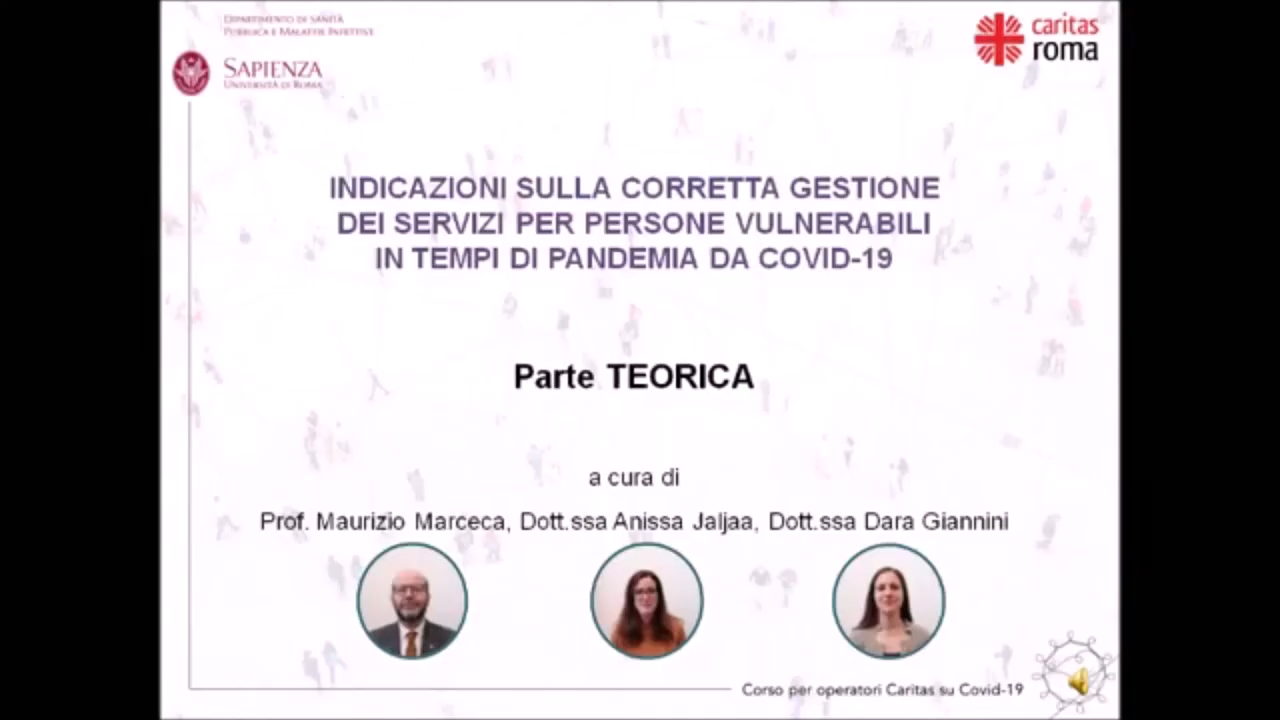 DIPARTIMENTO DI SANITÀ
PUBBLICA E MALATTIE INFETTIVE
SAPIENZA
UNIVERSITÀ DI ROMA
caritas
roma
INDICAZIONI SULLA CORRETTA GESTIONE
DEI SERVIZI PER PERSONE VULNERABILI
IN TEMPI DI PANDEMIA DA COVID-19
Parte TEORICA
a cura di
Prof. Maurizio Marceca, Dott.ssa Anissa Jaljaa, Dott.ssa Dara Giannini
Corso per operatori Caritas su Covid-19